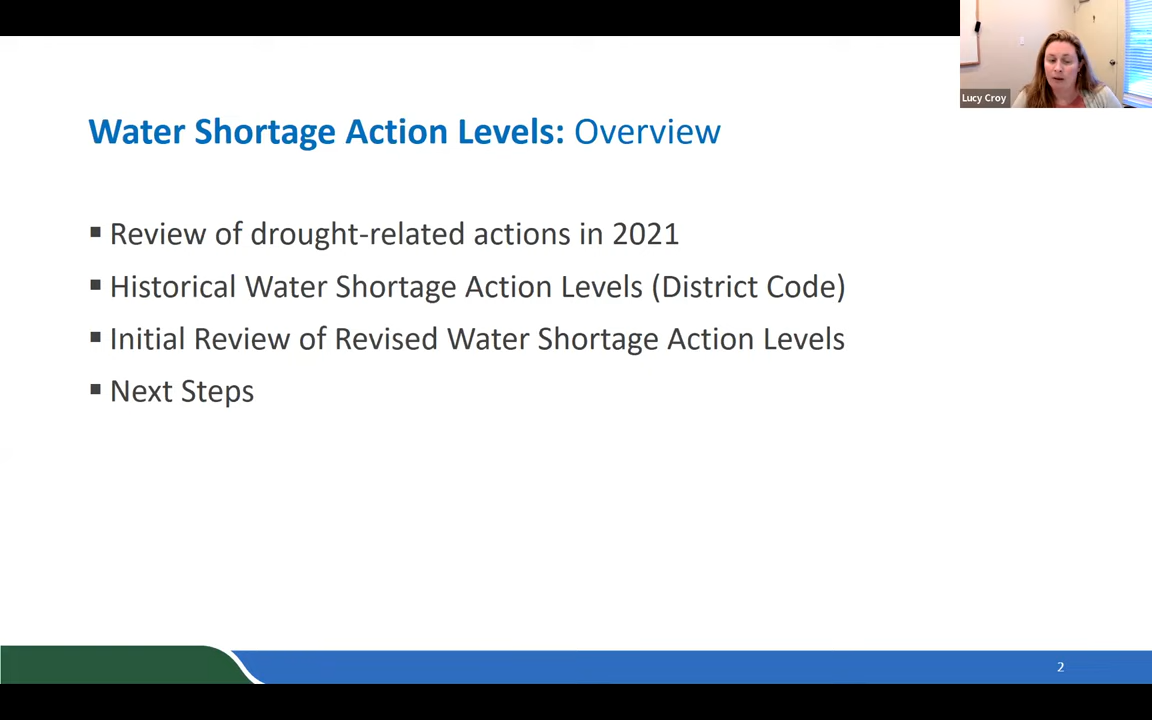 Lucy Croy
Water Shortage Action Levels: Overview
▪ Review of drought-related actions in 2021
▪ Historical Water Shortage Action Levels (District Code)
▪ Initial Review of Revised Water Shortage Action Levels
▪ Next Steps
2